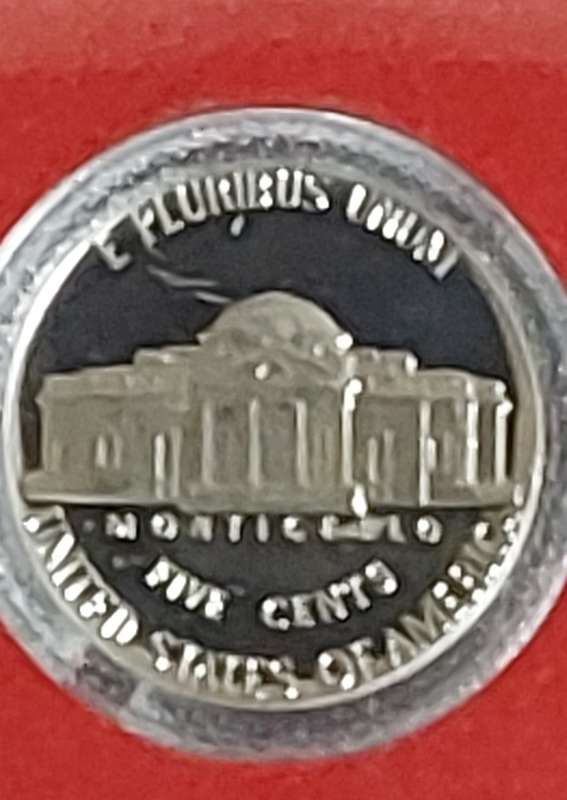 E PLURIBUS UNUM
MONTICELLO
FIVE CENTS
UNITED STATES OF AMERICA